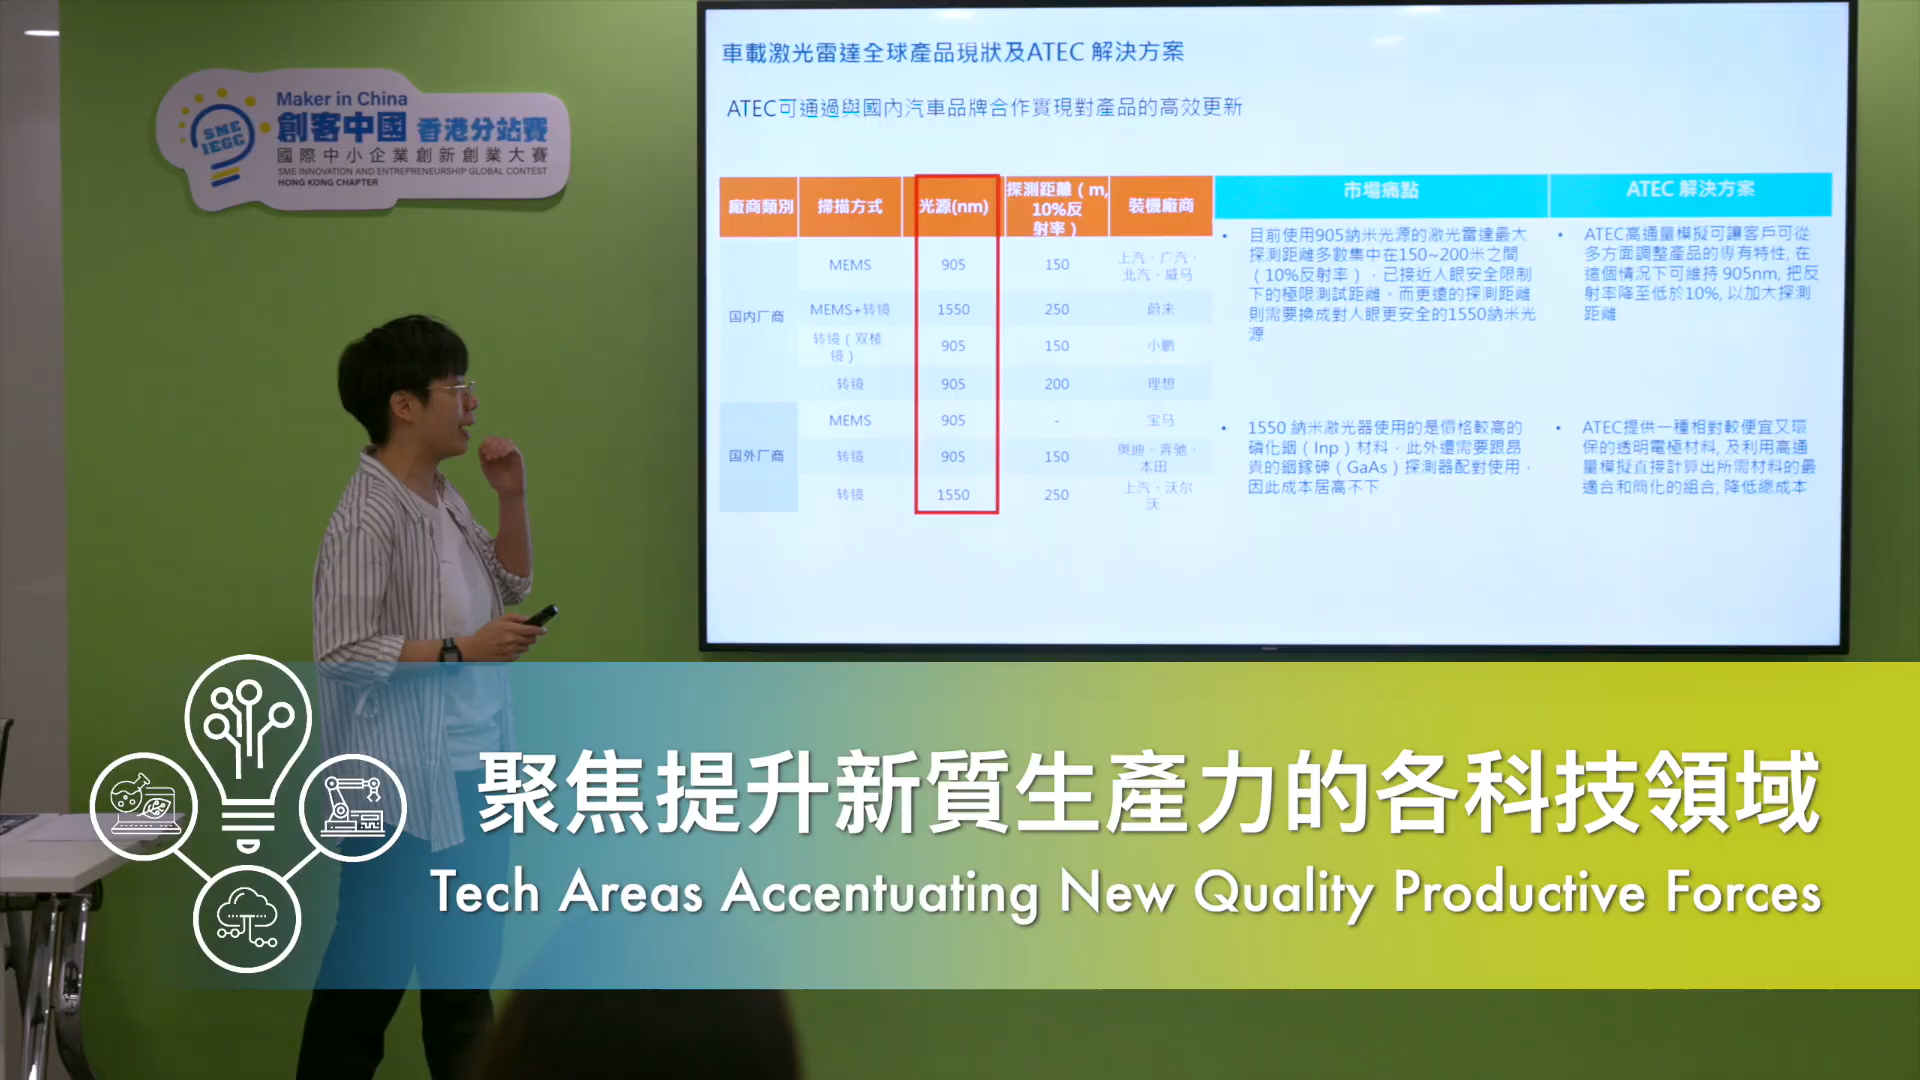 Maker in China
創客中國 香港分站賽
國際中小企業創新創業大賽
SME INNOVATION AND ENTREPRENEURSHIP GLOBAL CONTEST
HONG KONG CHAPTER
SME
IEGC
車載激光雷達全球產品現狀及ATEC 解決方案
ATEC可通過與國內汽車品牌合作實現對產品的高效更新
廠商類別 掃描方式 光源(nm) 探測距離(m, 10%反射率) 裝機廠商
国内厂商
MEMS 905 150 上汽、广汽、北汽、威马
MEMS+转镜 1550 250 蔚来
转镜(双棱镜) 905 150 小鹏
转镜 905 200 理想
国外厂商
MEMS 905 - 宝马
转镜 905 150 奥迪、奔驰、本田
转镜 1550 250 上汽、沃尔沃
市場痛點 ATEC 解決方案
• 目前使用905納米光源的激光雷達最大
探測距離多數集中在150~200米之間
(10%反射率),已接近人眼安全限制
下的極限測試距離,而更遠的探測距離
則需要換成對人眼更安全的1550納米光
源
• ATEC高通量模擬可讓客戶可從
多方面調整產品的専有特性, 在
這個情況下可維持 905nm, 把反
射率降至低於10%, 以加大探測
距離
• 1550 納米激光器使用的是價格較高的
磷化銦(Inp)材料,此外還需要跟昂
貴的銦鎵砷(GaAs)探測器配對使用,
因此成本居高不下
• ATEC提供一種相對較便宜又環
保的透明電極材料, 及利用高通
量模擬直接計算出所需材料的最
適合和簡化的組合, 降低總成本
聚焦提升新質生產力的各科技領域
Tech Areas Accentuating New Quality Productive Forces